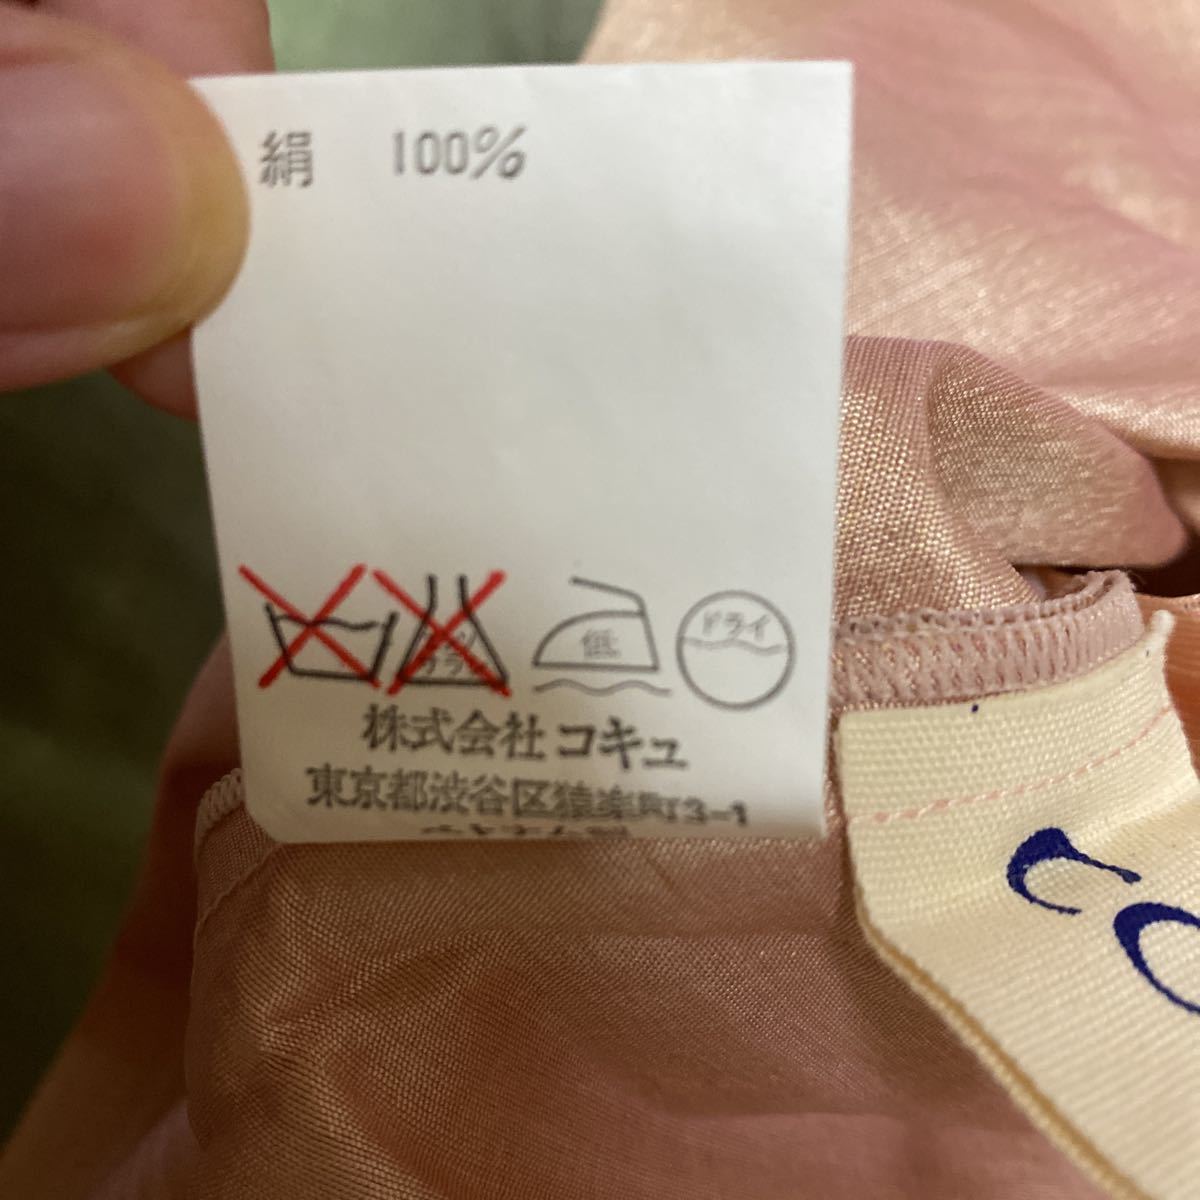 絹 100%
低 ドライ
株式会社 コキュ
東京都渋谷区猿楽町3-1
co